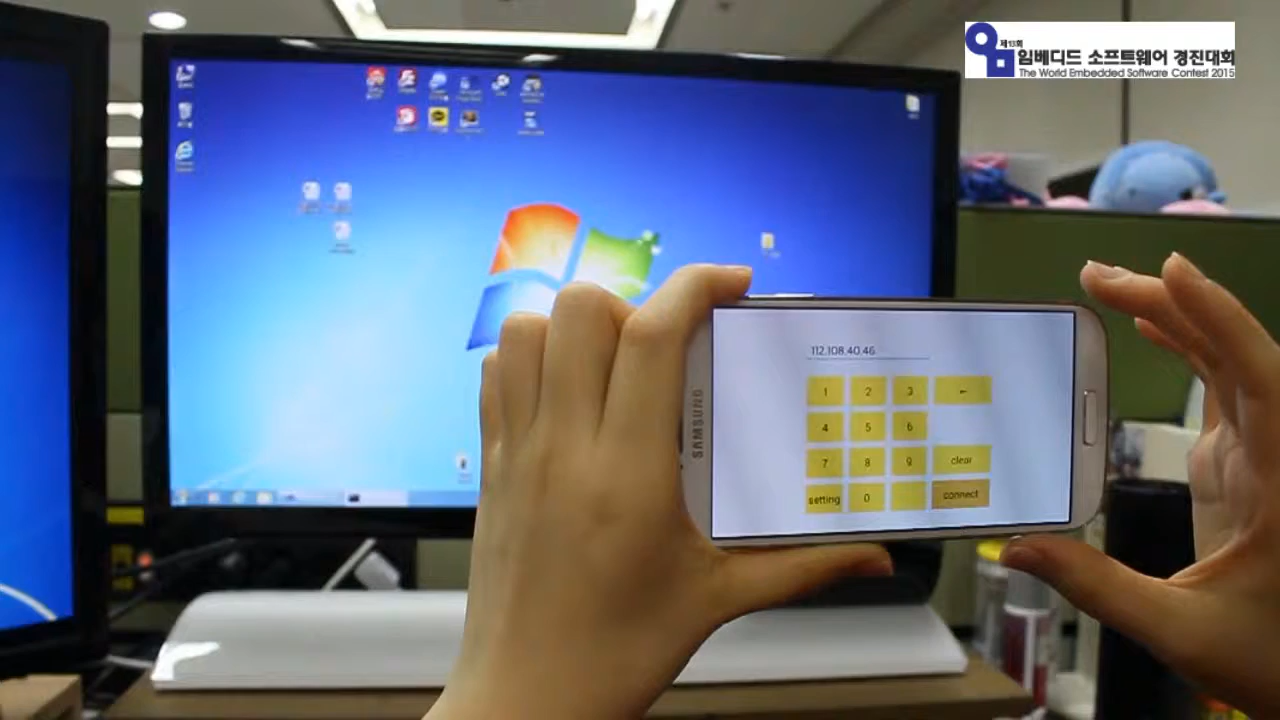 제13회
임베디드 소프트웨어 경진대회
The World Embedded Software Contest 2015
SAMSUNG
112.108.40.46
1 2 3 ←
4 5 6
7 8 9 clear
setting 0 connect